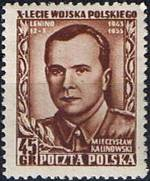 X-LECIE WOJSKA POLSKIEGO
LENINO
12-X
1943
1953
MIECZYSŁAW
KALINOWSKI
45
GR
POCZTA POLSKA